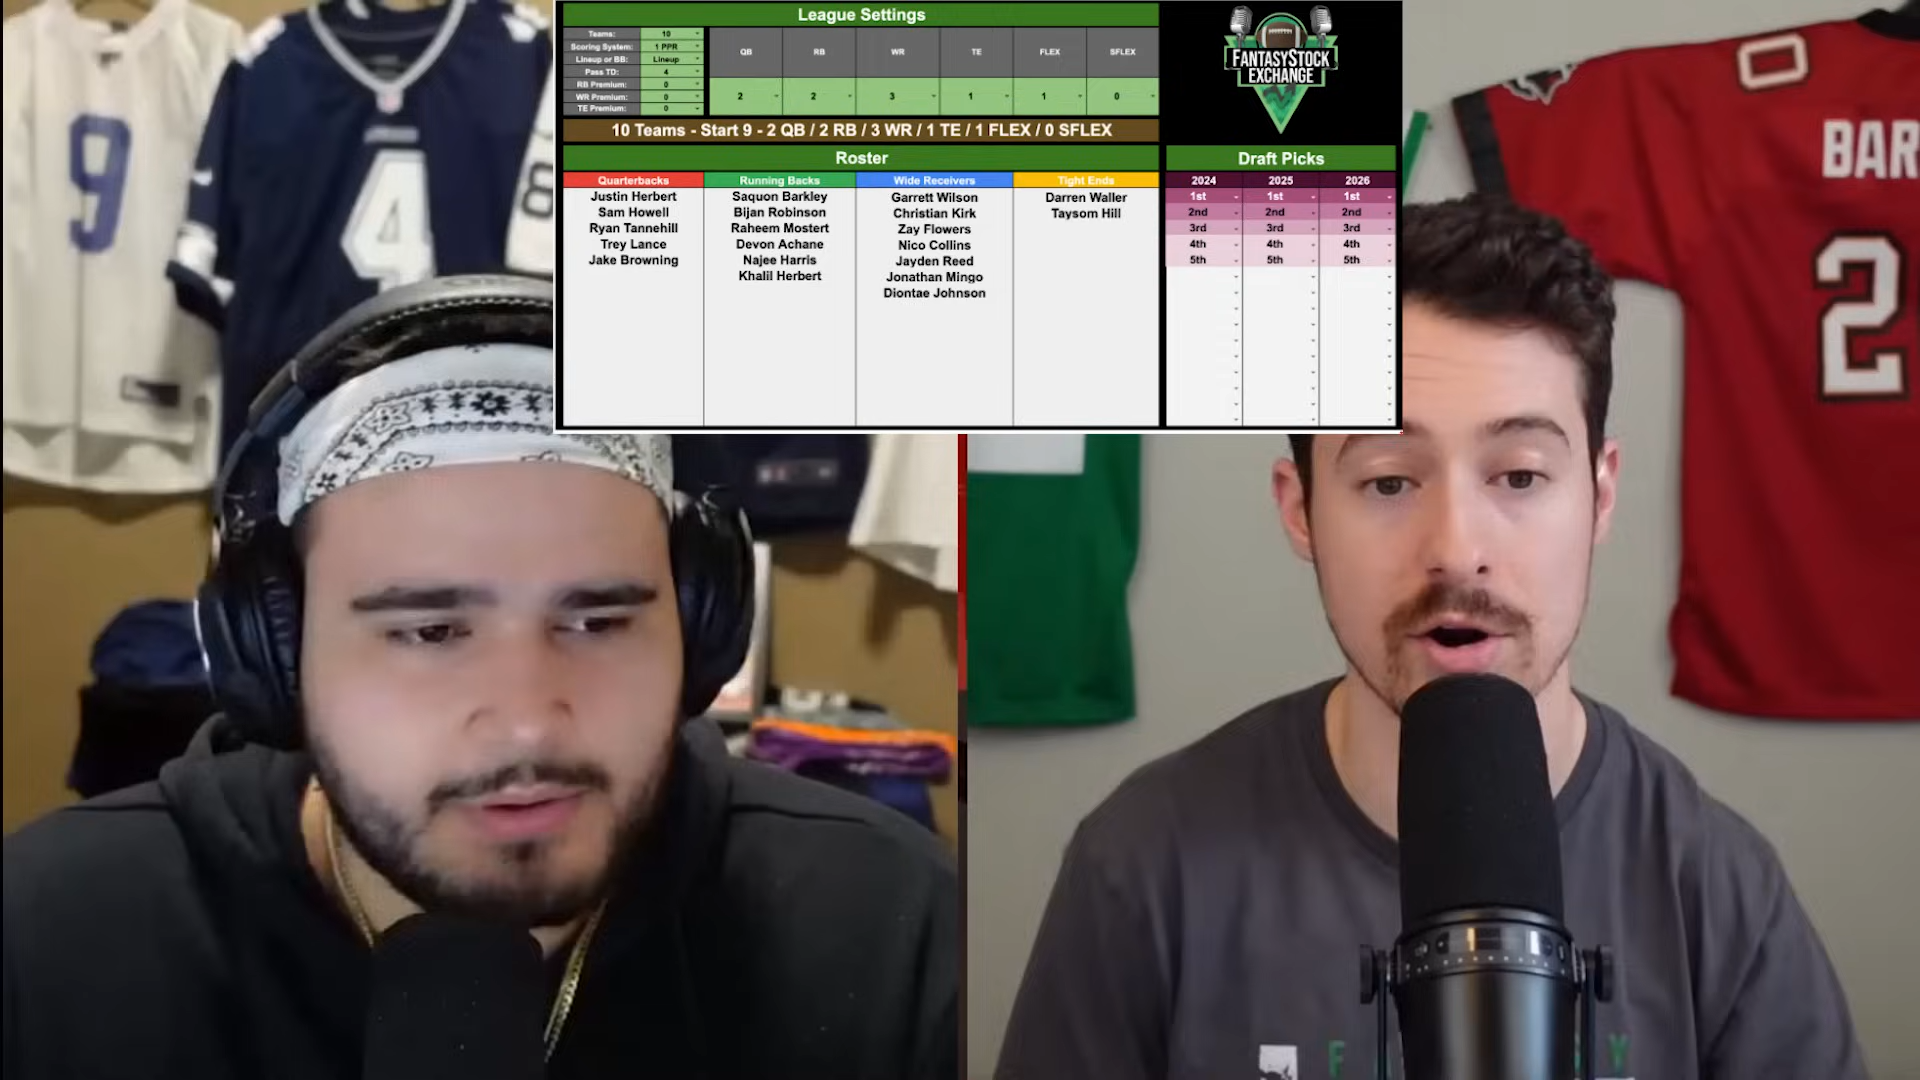 League Settings
Teams: 10
Scoring System: 1 PPR
Lineup or BB: Lineup
Pass TD: 4
RB Premium: 0
WR Premium: 0
TE Premium: 0
QB RB WR TE FLEX SFLEX
2 2 3 1 1 0
10 Teams - Start 9 - 2 QB / 2 RB / 3 WR / 1 TE / 1 FLEX / 0 SFLEX
FANTASYSTOCK
EXCHANGE
Roster
Quarterbacks Running Backs Wide Receivers Tight Ends
Justin Herbert Saquon Barkley Garrett Wilson Darren Waller
Sam Howell Bijan Robinson Christian Kirk Taysom Hill
Ryan Tannehill Raheem Mostert Zay Flowers
Trey Lance Devon Achane Nico Collins
Jake Browning Najee Harris Jayden Reed
Khalil Herbert Jonathan Mingo
Diontae Johnson
Draft Picks
2024 2025 2026
1st 1st 1st
2nd 2nd 2nd
3rd 3rd 3rd
4th 4th 4th
5th 5th 5th
9
4
8
0
BAR
2
F
Y